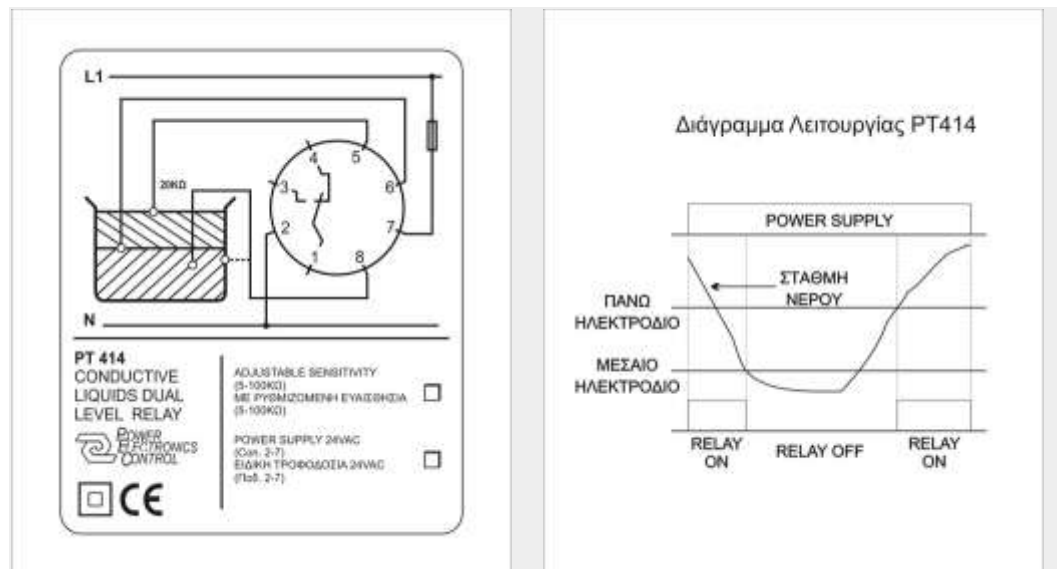 L1
4
5
20KΩ
3
6
2
7
1
8
N
PT 414
CONDUCTIVE
LIQUIDS DUAL
LEVEL RELAY
POWER
ELECTRONICS
CONTROL
CE
ADJUSTABLE SENSITIVITY
(5-100KΩ)
ΜΕ ΡΥΘΜΙΖΟΜΕΝΗ ΕΥΑΙΣΘΗΣΙΑ
(5-100KΩ)
POWER SUPPLY 24VAC
(Con. 2-7)
ΕΙΔΙΚΗ ΤΡΟΦΟΔΟΣΙΑ 24VAC
(Ποδ. 2-7)
Διάγραμμα Λειτουργίας PT414
POWER SUPPLY
ΣΤΑΘΜΗ
ΝΕΡΟΥ
ΠΑΝΩ
ΗΛΕΚΤΡΟΔΙΟ
ΜΕΣΑΙΟ
ΗΛΕΚΤΡΟΔΙΟ
RELAY
ON
RELAY OFF
RELAY
ON